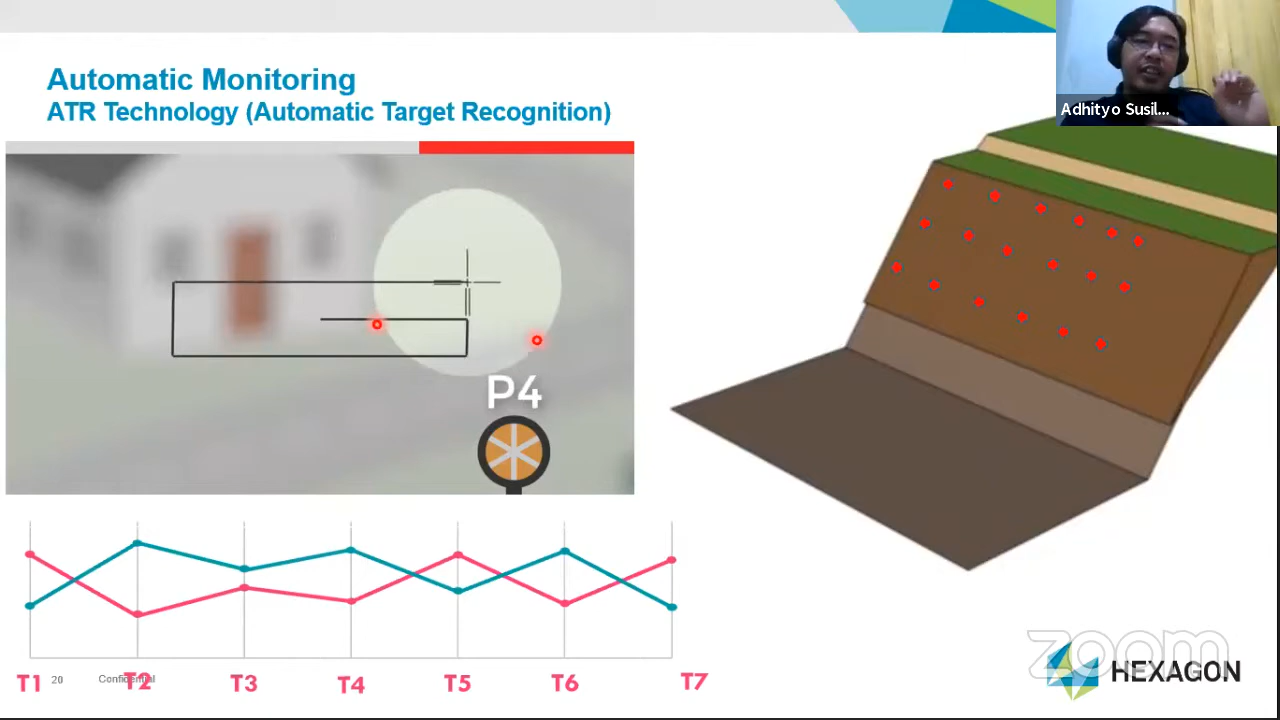 Automatic Monitoring
ATR Technology (Automatic Target Recognition)
Adhityo Susil...
P4
T1
20
Confidential
T2
T3
T4
T5
T6
T7
zoom
HEXAGON